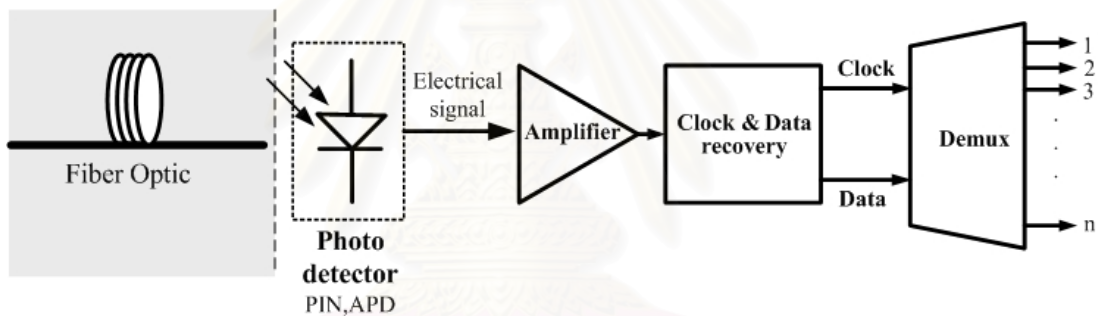 Fiber Optic
Photo
detector
PIN,APD
Electrical
signal
Amplifier
Clock & Data
recovery
Clock
Data
Demux
1
2
3
n